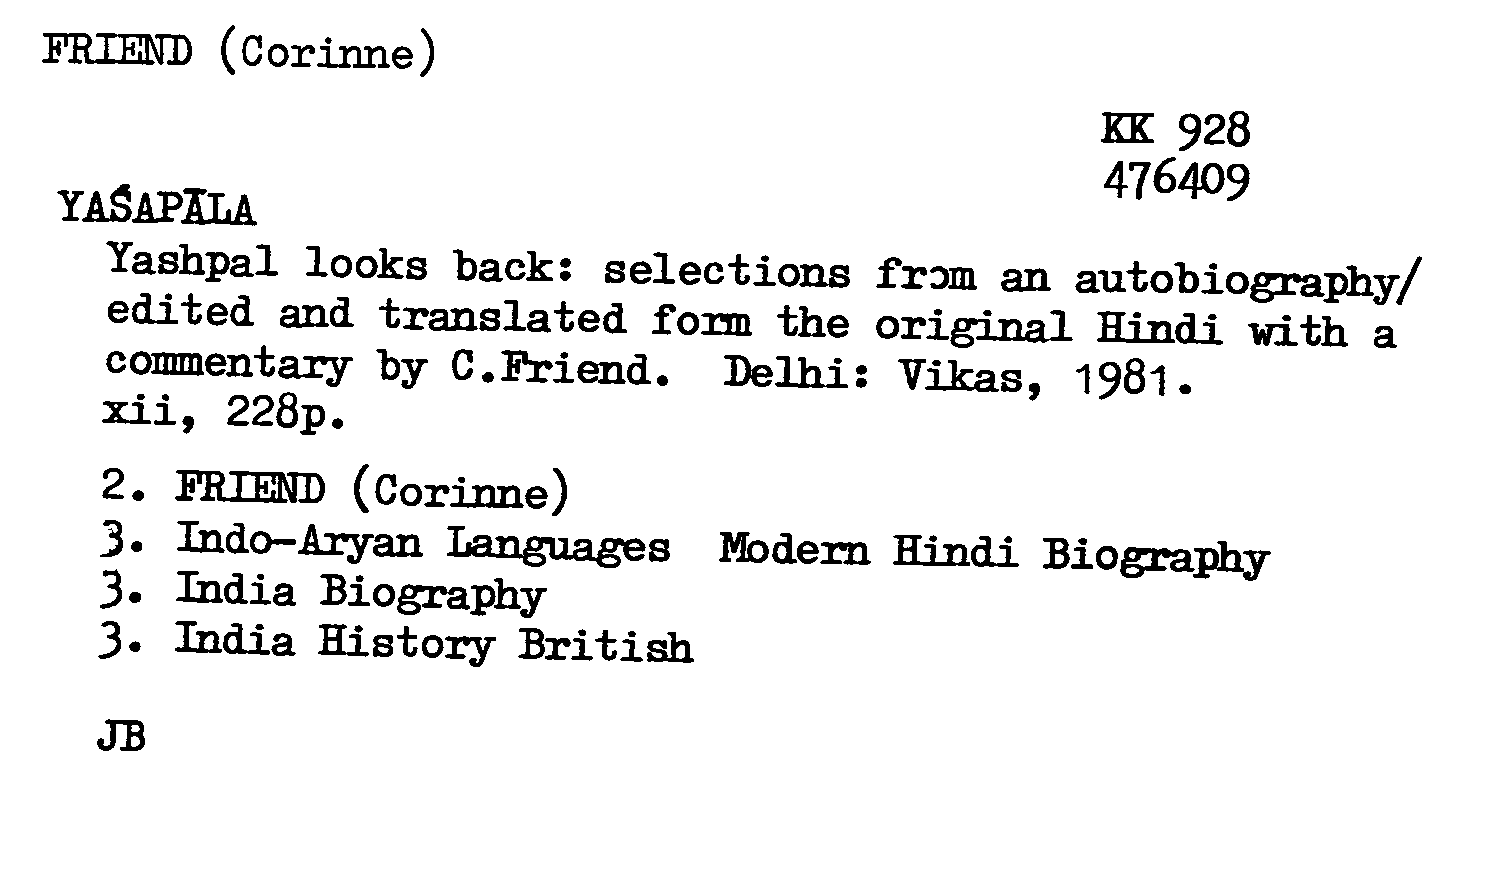 FRIEND (Corinne)
KK 928
476409
YAŚAPĀLA
Yashpal looks back: selections from an autobiography/
edited and translated form the original Hindi with a
commentary by C.Friend. Delhi: Vikas, 1981.
xii, 228p.
2. FRIEND (Corinne)
3. Indo-Aryan Languages Modern Hindi Biography
3. India Biography
3. India History British
JB